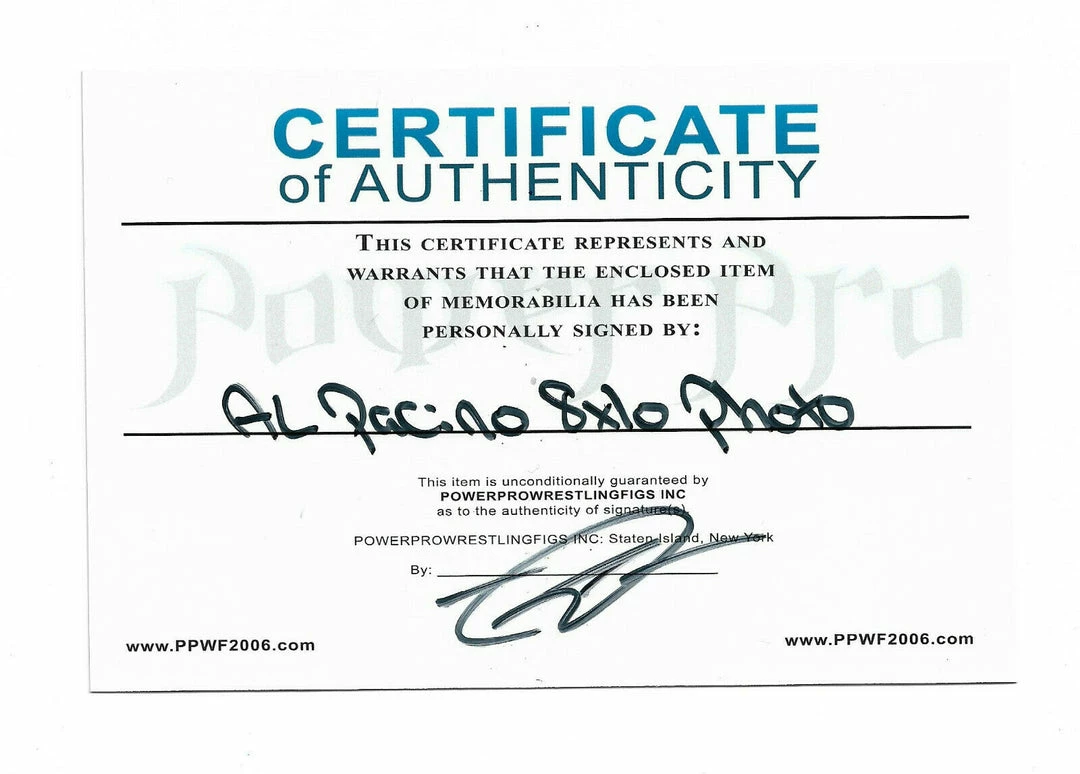 CERTIFICATE
of AUTHENTICITY
Power Pro
THIS CERTIFICATE REPRESENTS AND
WARRANTS THAT THE ENCLOSED ITEM
OF MEMORABILIA HAS BEEN
PERSONALLY SIGNED BY:
AL Pacino 8x10 Photo
This item is unconditionally guaranteed by
POWERPROWRESTLINGFIGS INC
as to the authenticity of signature(s).
POWERPROWRESTLINGFIGS INC: Staten Island, New York
By:
www.PPWF2006.com
www.PPWF2006.com